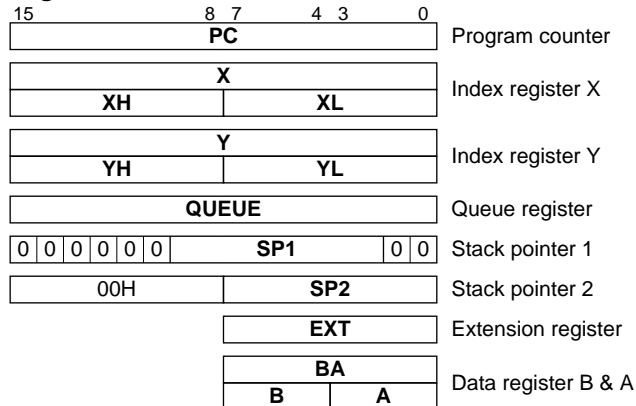 15 8 7 4 3 0
PC Program counter
X
Index register X
XH XL
Y
Index register Y
YH YL
QUEUE Queue register
0 0 0 0 0 0 SP1 0 0 Stack pointer 1
00H SP2 Stack pointer 2
EXT Extension register
BA
Data register B & A
B A